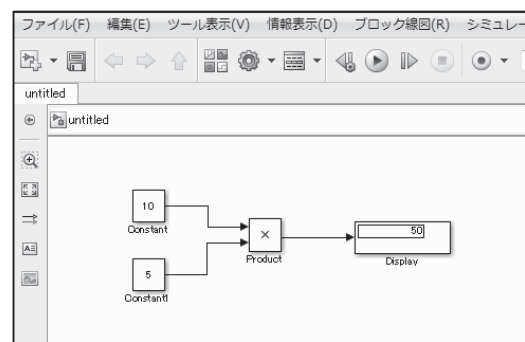 ファイル(F) 編集(E) ツール表示(V) 情報表示(D) ブロック線図(R) シミュレー
untitled
untitled
10
Constant
×
Product
50
Display
5
Constant1